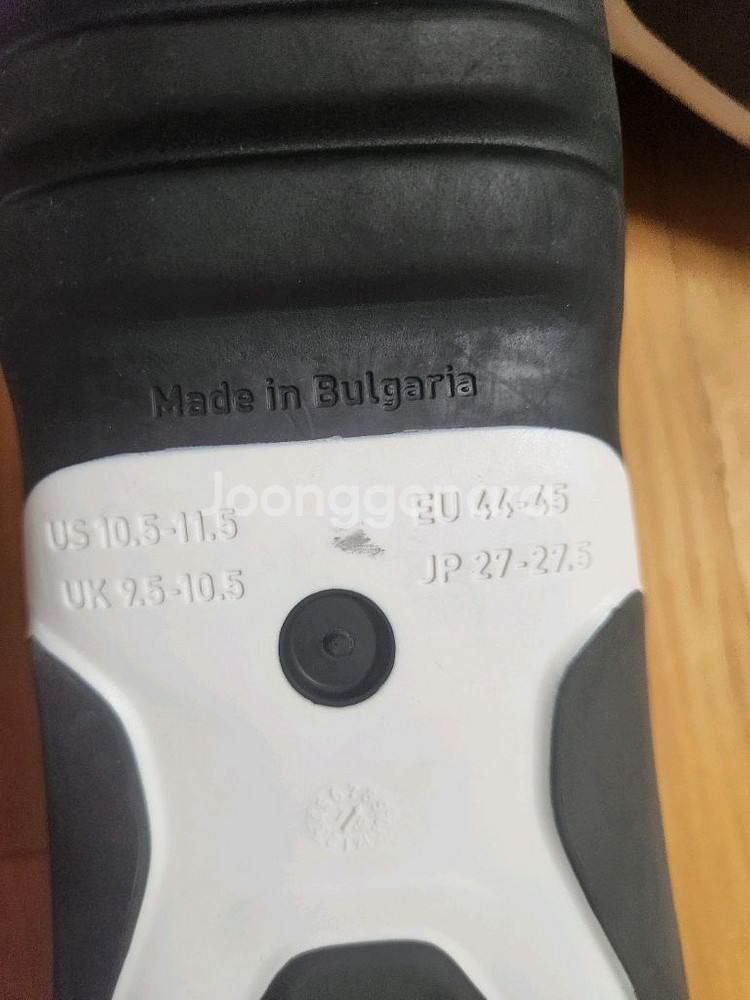 Made in Bulgaria
Joonggo
US 10.5-11.5
EU 44-45
UK 9.5-10.5
JP 27-27.5